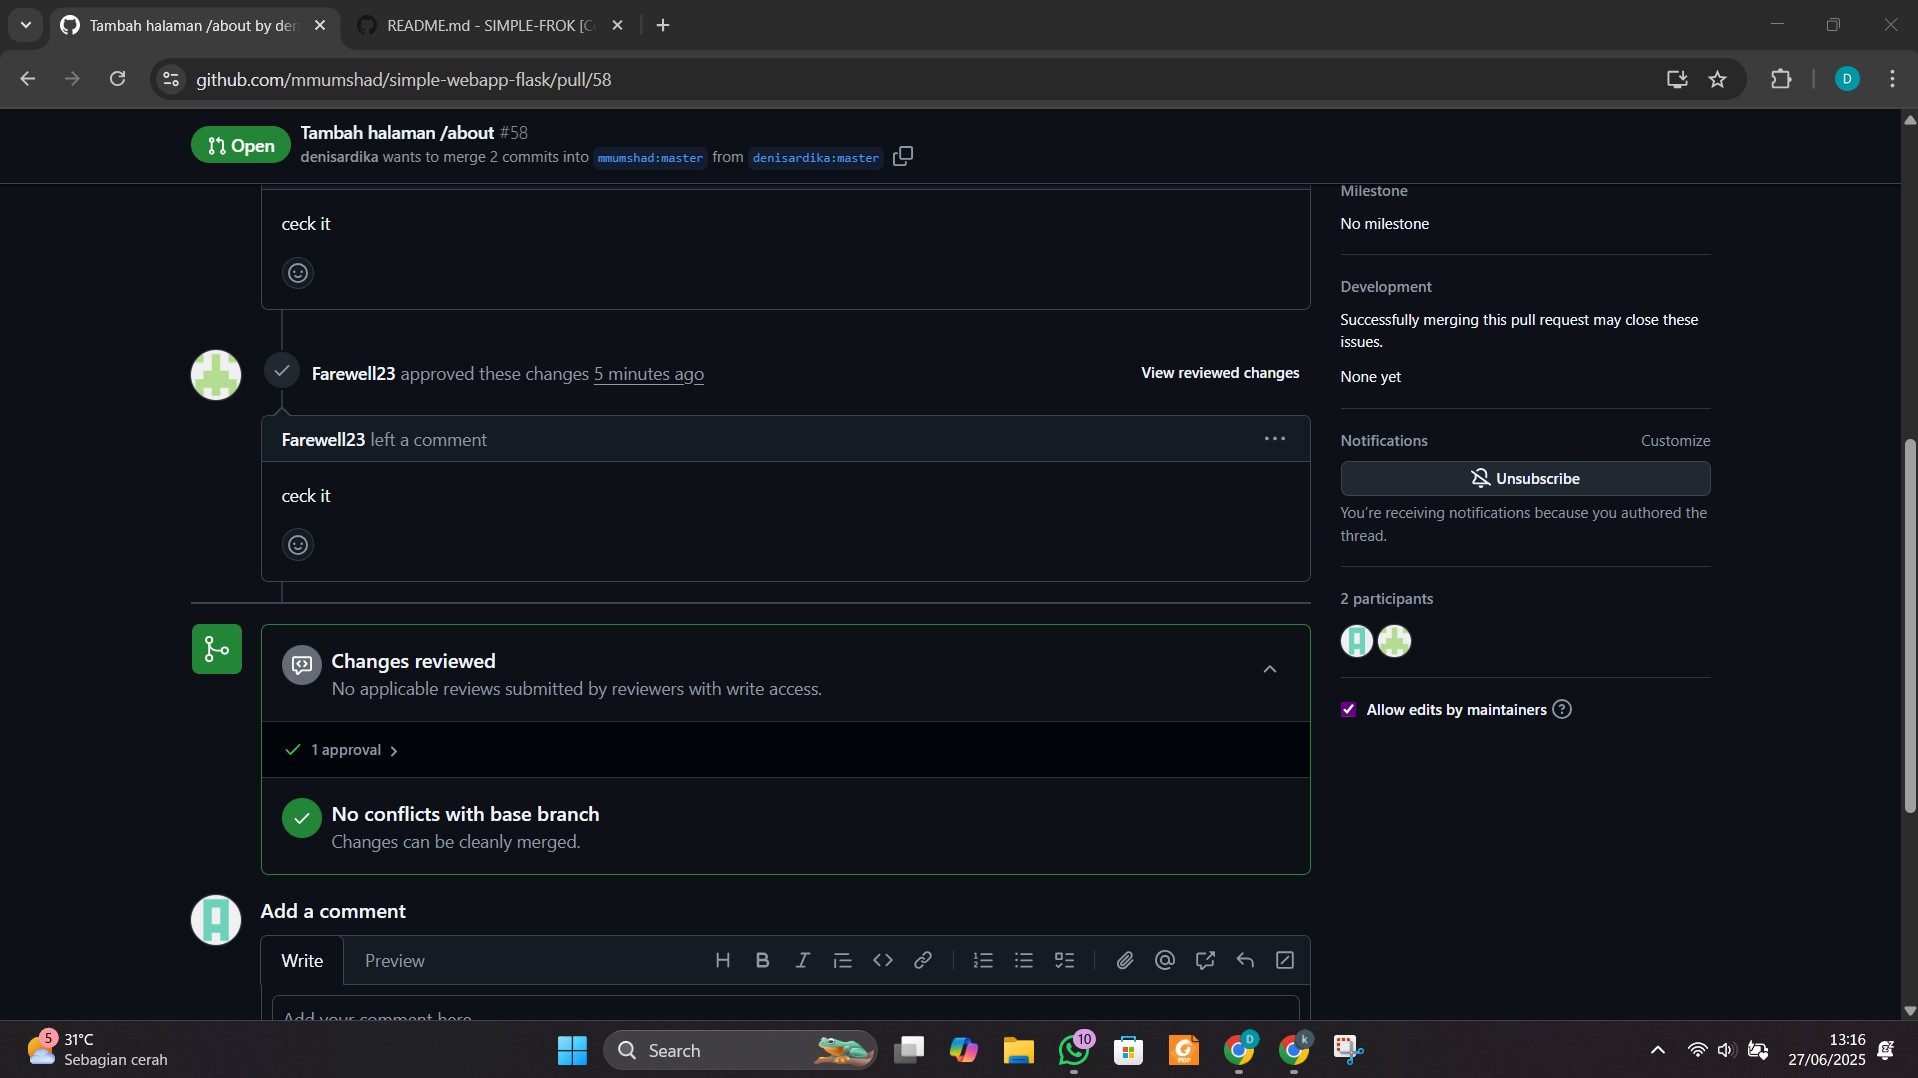 Tambah halaman /about by den
README.md - SIMPLE-FROK [C
github.com/mmumshad/simple-webapp-flask/pull/58
D
Open
Tambah halaman /about #58
denisardika wants to merge 2 commits into mmumshad:master from denisardika:master
ceck it
Farewell23 approved these changes 5 minutes ago
View reviewed changes
Farewell23 left a comment
ceck it
Changes reviewed
No applicable reviews submitted by reviewers with write access.
1 approval
No conflicts with base branch
Changes can be cleanly merged.
Add a comment
Write
Preview
Add your comment here
Milestone
No milestone
Development
Successfully merging this pull request may close these
issues.
None yet
Notifications
Customize
Unsubscribe
You're receiving notifications because you authored the
thread.
2 participants
Allow edits by maintainers
5
31°C
Sebagian cerah
Search
10
PDF
D
k
13:16
27/06/2025